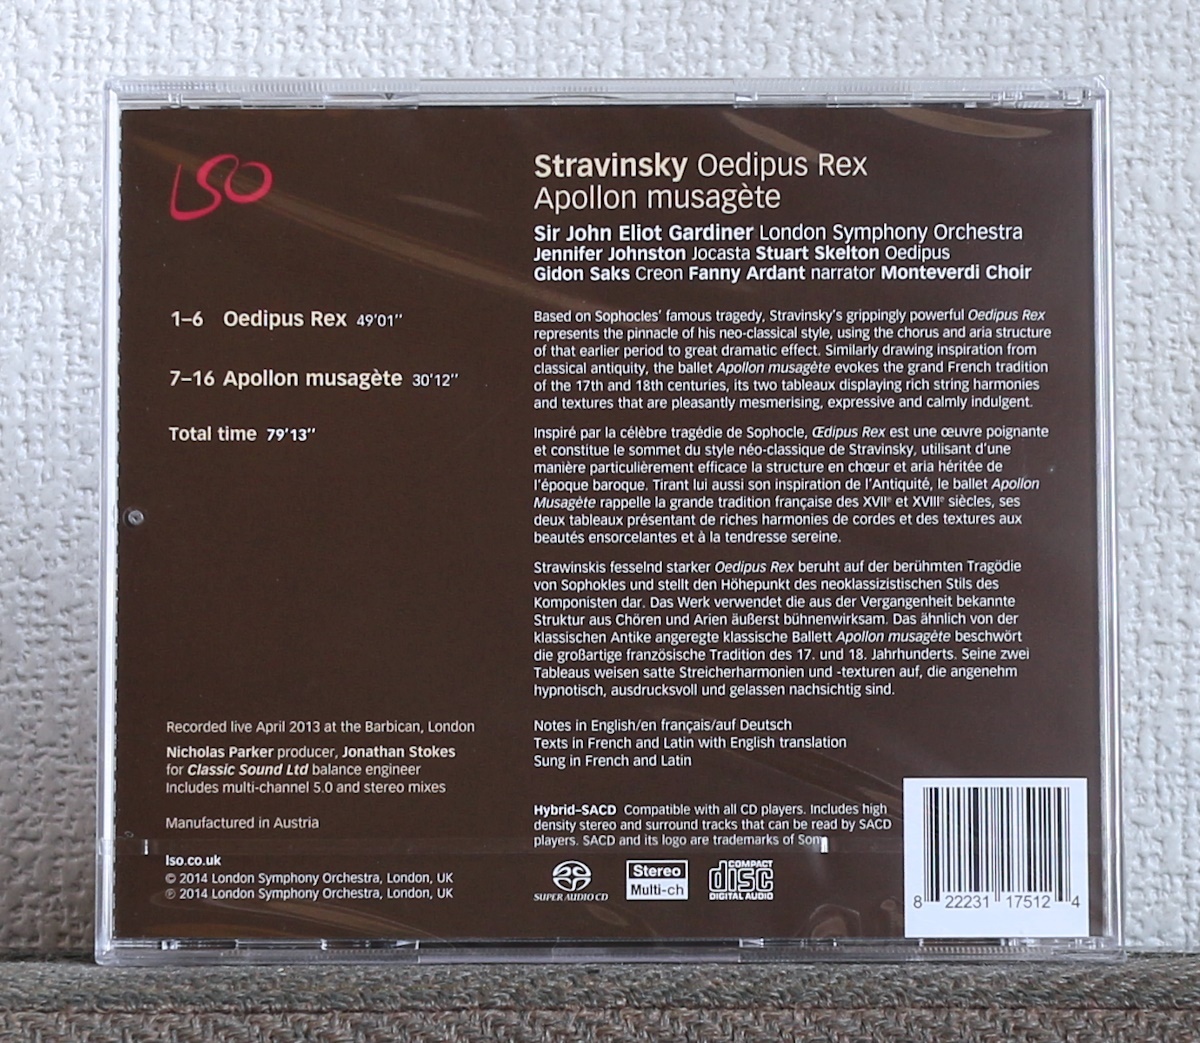 LSO
Stravinsky Oedipus Rex
Apollon musagète
Sir John Eliot Gardiner London Symphony Orchestra
Jennifer Johnston Jocasta Stuart Skelton Oedipus
Gidon Saks Creon Fanny Ardant narrator Monteverdi Choir
1–6 Oedipus Rex 49'01''
7–16 Apollon musagète 30'12''
Total time 79'13''
Based on Sophocles' famous tragedy, Stravinsky's grippingly powerful Oedipus Rex
represents the pinnacle of his neo-classical style, using the chorus and aria structure
of that earlier period to great dramatic effect. Similarly drawing inspiration from
classical antiquity, the ballet Apollon musagète evokes the grand French tradition
of the 17th and 18th centuries, its two tableaux displaying rich string harmonies
and textures that are pleasantly mesmerising, expressive and calmly indulgent.
Inspiré par la célèbre tragédie de Sophocle, Œdipus Rex est une œuvre poignante
et constitue le sommet du style néo-classique de Stravinsky, utilisant d'une
manière particulièrement efficace la structure en chœur et aria héritée de
l'époque baroque. Tirant lui aussi son inspiration de l'Antiquité, le ballet Apollon
Musagète rappelle la grande tradition française des XVIIe et XVIIIe siècles, ses
deux tableaux présentant de riches harmonies de cordes et des textures aux
beautés ensorcelantes et à la tendresse sereine.
Strawinskis fesselnd starker Oedipus Rex beruht auf der berühmten Tragödie
von Sophokles und stellt den Höhepunkt des neoklassizistischen Stils des
Komponisten dar. Das Werk verwendet die aus der Vergangenheit bekannte
Struktur aus Chören und Arien äußerst bühnenwirksam. Das ähnlich von der
klassischen Antike angeregte klassische Ballett Apollon musagète beschwört
die großartige französische Tradition des 17. und 18. Jahrhunderts. Seine zwei
Tableaus weisen satte Streicherharmonien und -texturen auf, die angenehm
hypnotisch, ausdrucksvoll und gelassen nachsichtig sind.
Notes in English/en français/auf Deutsch
Texts in French and Latin with English translation
Sung in French and Latin
Recorded live April 2013 at the Barbican, London
Nicholas Parker producer, Jonathan Stokes
for Classic Sound Ltd balance engineer
Includes multi-channel 5.0 and stereo mixes
Manufactured in Austria
lso.co.uk
© 2014 London Symphony Orchestra, London, UK
℗ 2014 London Symphony Orchestra, London, UK
Hybrid–SACD Compatible with all CD players. Includes high
density stereo and surround tracks that can be read by SACD
players. SACD and its logo are trademarks of Sony
SUPER AUDIO CD
Stereo
Multi-ch
COMPACT
disc
DIGITAL AUDIO
8 22231 17512 4